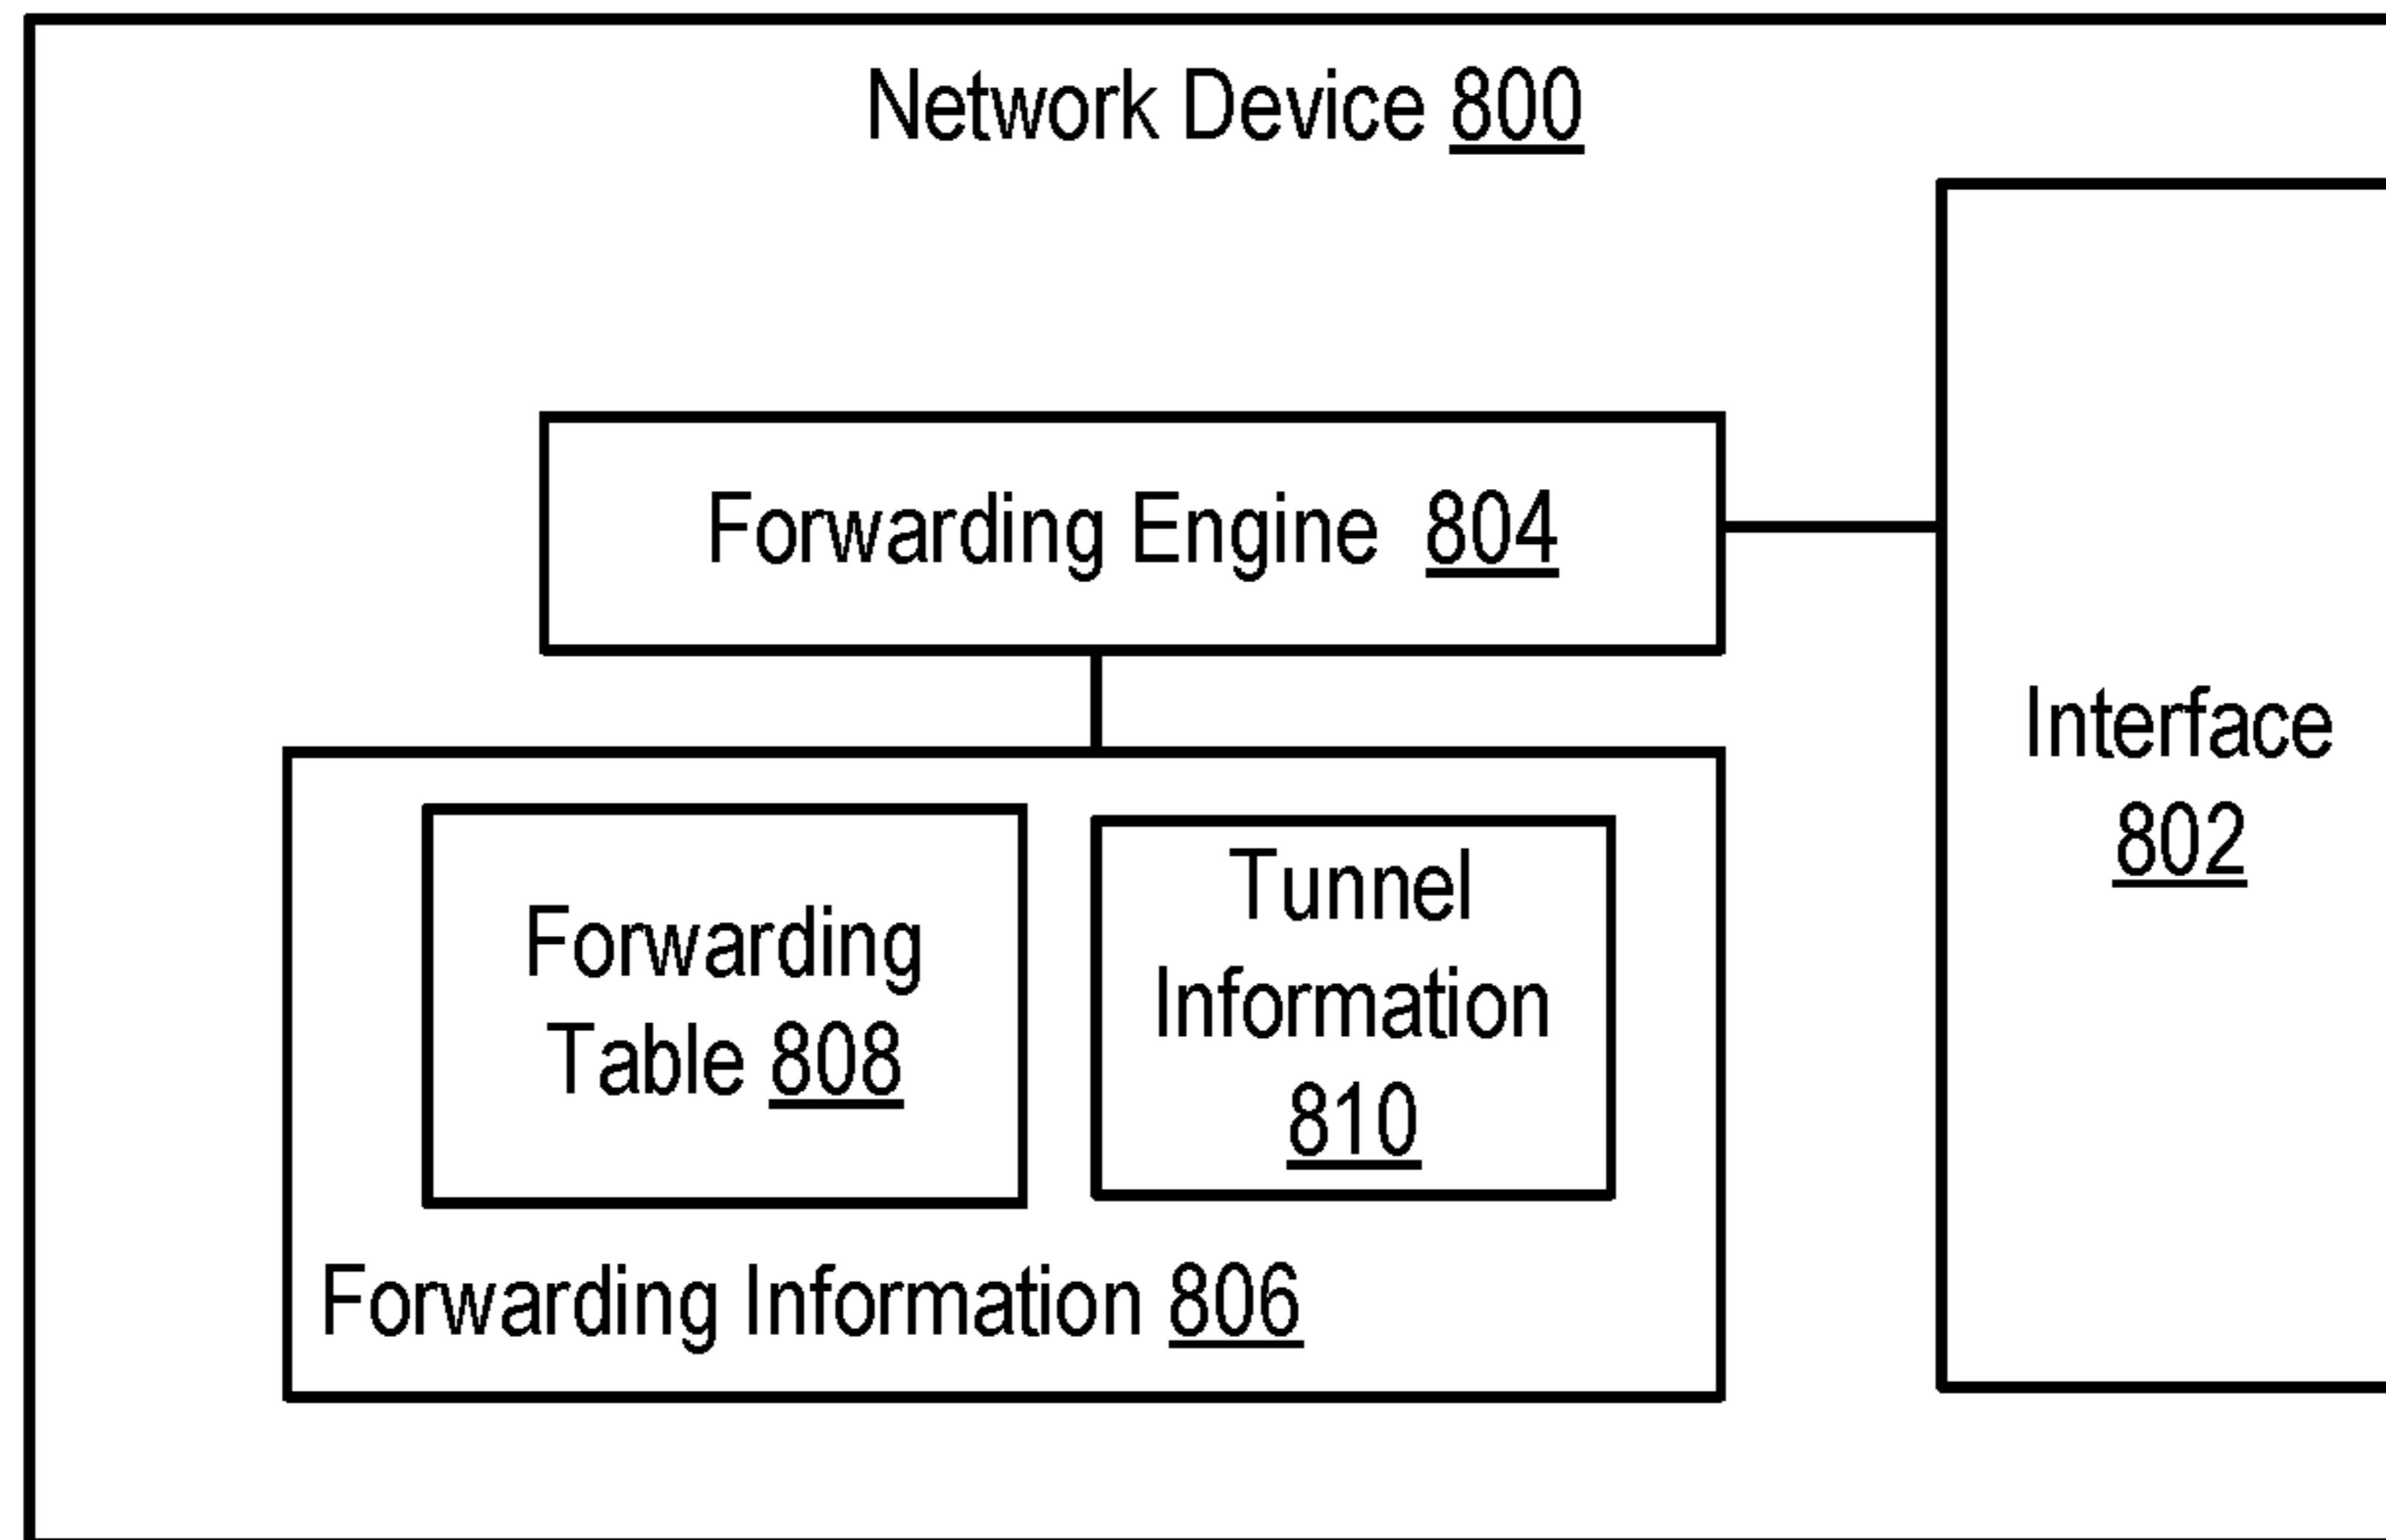 Network Device 800
Forwarding Engine 804
Interface
802
Forwarding
Table 808
Tunnel
Information
810
Forwarding Information 806